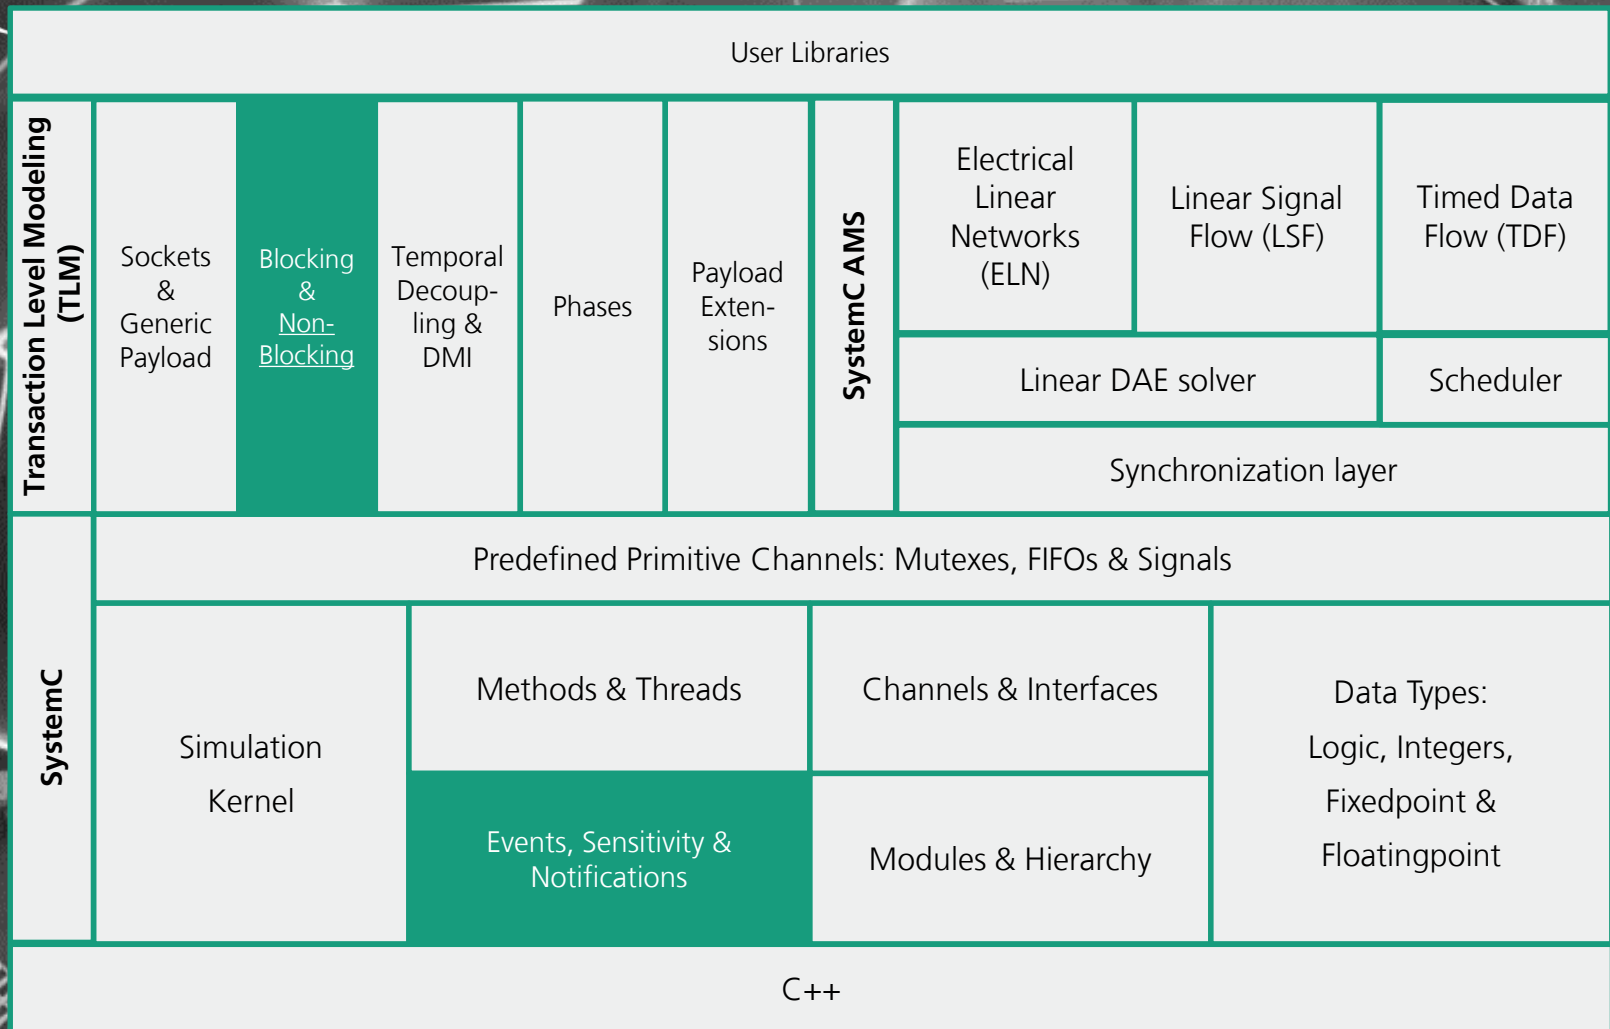 User Libraries
Transaction Level Modeling
(TLM)
Sockets
&
Generic
Payload
Blocking
&
Non-
Blocking
Temporal
Decoup-
ling &
DMI
Phases
Payload
Exten-
sions
SystemC AMS
Electrical
Linear
Networks
(ELN)
Linear Signal
Flow (LSF)
Timed Data
Flow (TDF)
Linear DAE solver
Scheduler
Synchronization layer
SystemC
Predefined Primitive Channels: Mutexes, FIFOs & Signals
Simulation
Kernel
Methods & Threads
Channels & Interfaces
Data Types:
Logic, Integers,
Fixedpoint &
Floatingpoint
Events, Sensitivity &
Notifications
Modules & Hierarchy
C++